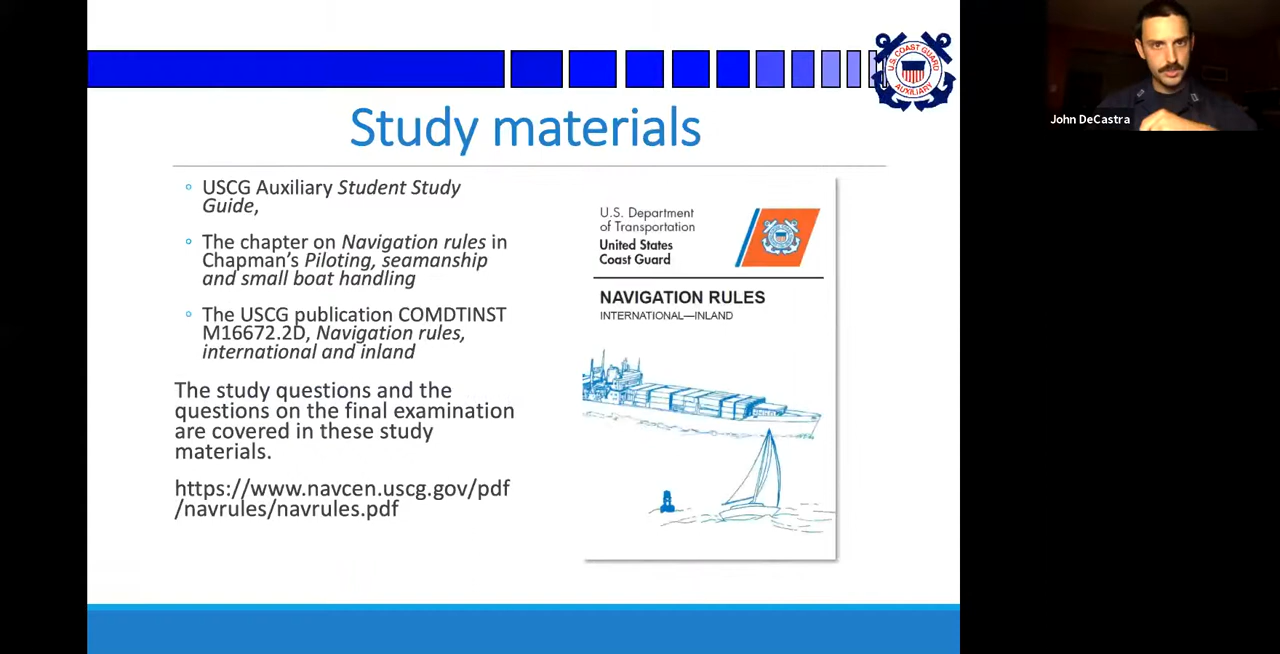 U.S. COAST GUARD
AUXILIARY
John DeCastra
Study materials
USCG Auxiliary Student Study
Guide,
The chapter on Navigation rules in
Chapman's Piloting, seamanship
and small boat handling
The USCG publication COMDTINST
M16672.2D, Navigation rules,
international and inland
The study questions and the
questions on the final examination
are covered in these study
materials.
https://www.navcen.uscg.gov/pdf
/navrules/navrules.pdf
U.S. Department
of Transportation
United States
Coast Guard
NAVIGATION RULES
INTERNATIONAL—INLAND